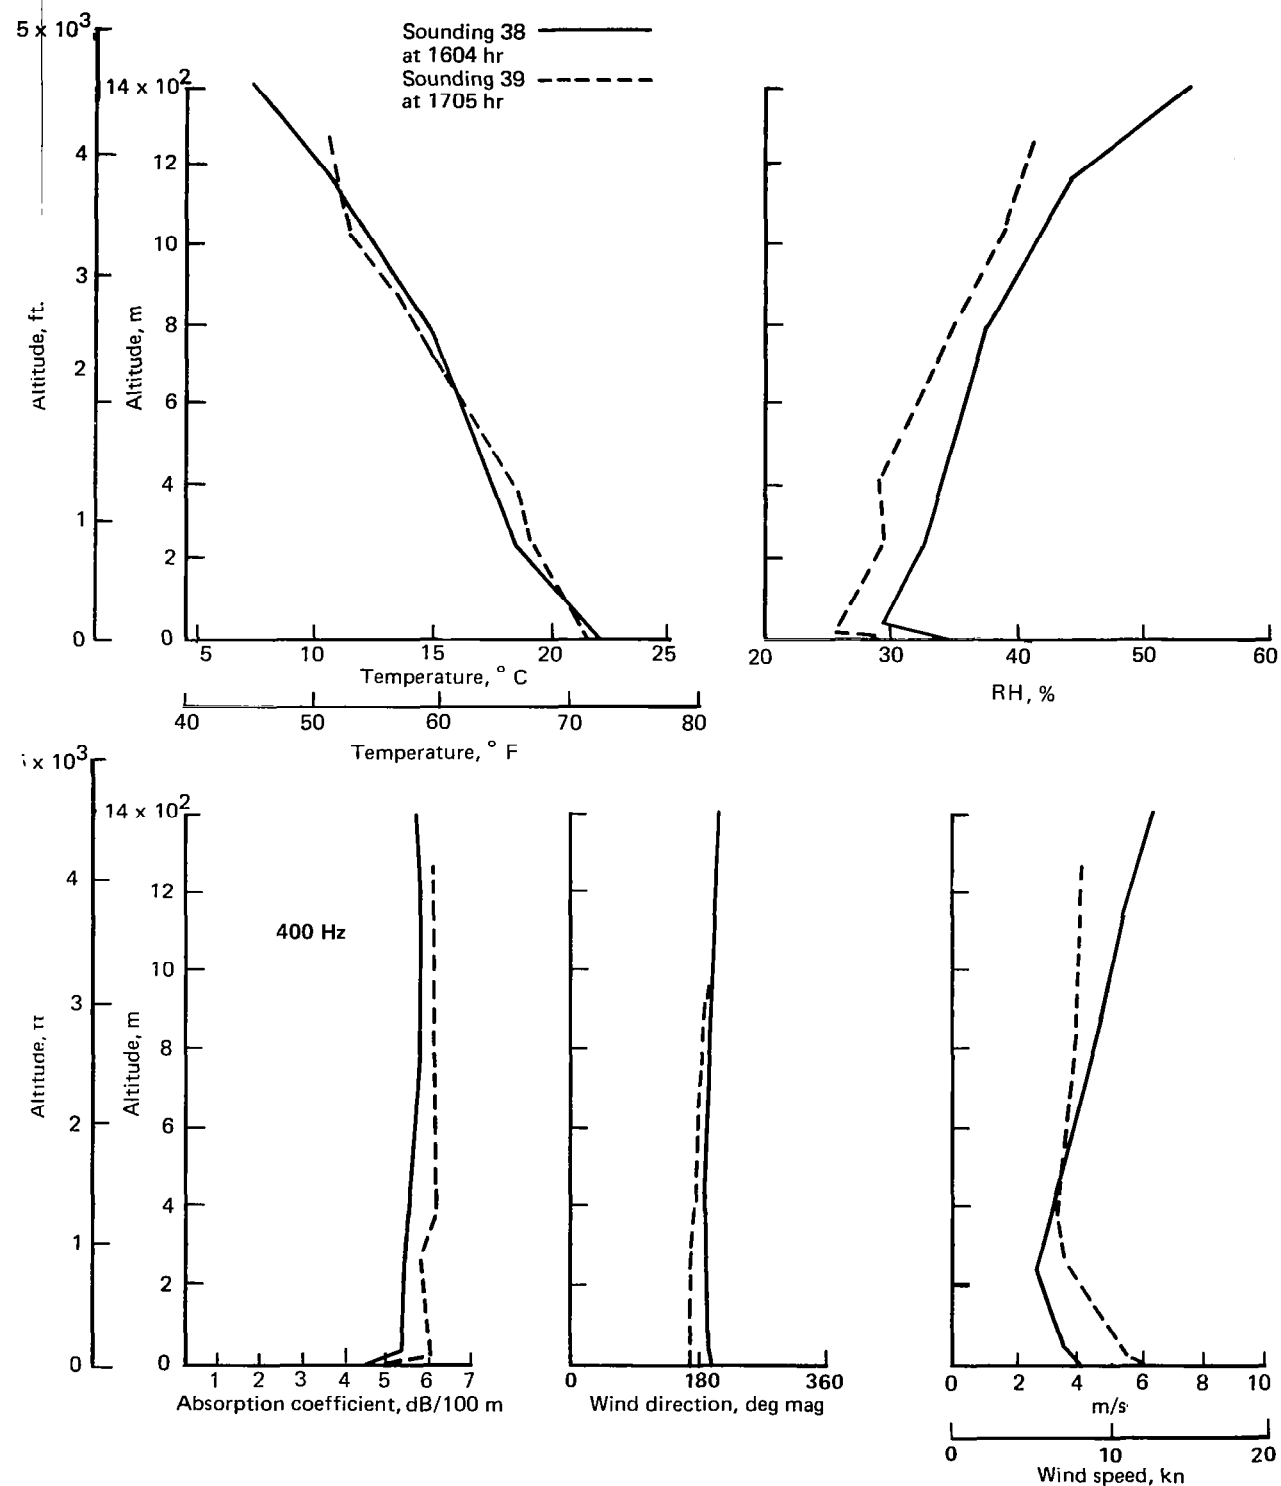 Sounding 38
at 1604 hr
Sounding 39
at 1705 hr
5 x 10³
4
3
2
1
0
Altitude, ft.
14 x 10²
12
10
8
6
4
2
0
Altitude, m
5 10 15 20 25
Temperature, ° C
40 50 60 70 80
Temperature, ° F
20 30 40 50 60
RH, %
x 10³
4
3
2
1
0
Altitude,
14 x 10²
12
10
8
6
4
2
0
Altitude, m
400 Hz
1 2 3 4 5 6 7
Absorption coefficient, dB/100 m
0 180 360
Wind direction, deg mag
0 2 4 6 8 10
m/s
0 10 20
Wind speed, kn